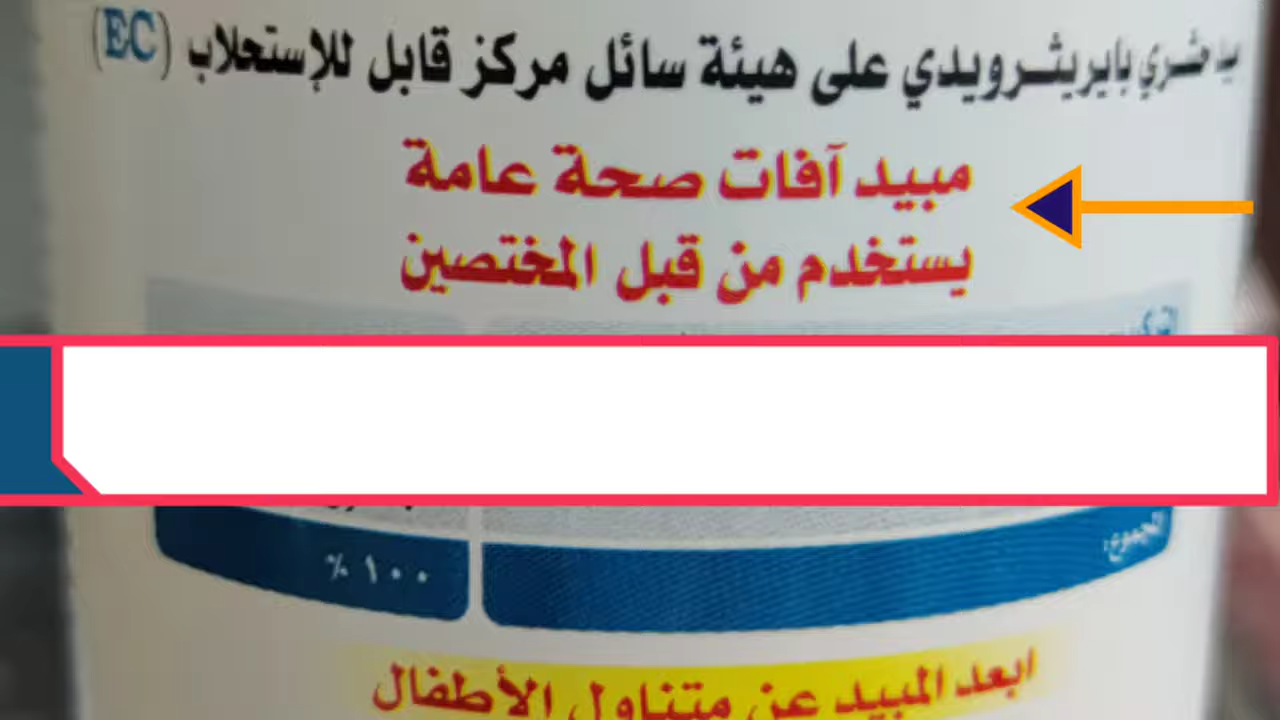 مبيد حشري بايريثرويدي على هيئة سائل مركز قابل للإستحلاب (EC)
مبيد آفات صحة عامة
يستخدم من قبل المختصين
المجموع:
١٠٠ %
ابعد المبيد عن متناول الأطفال